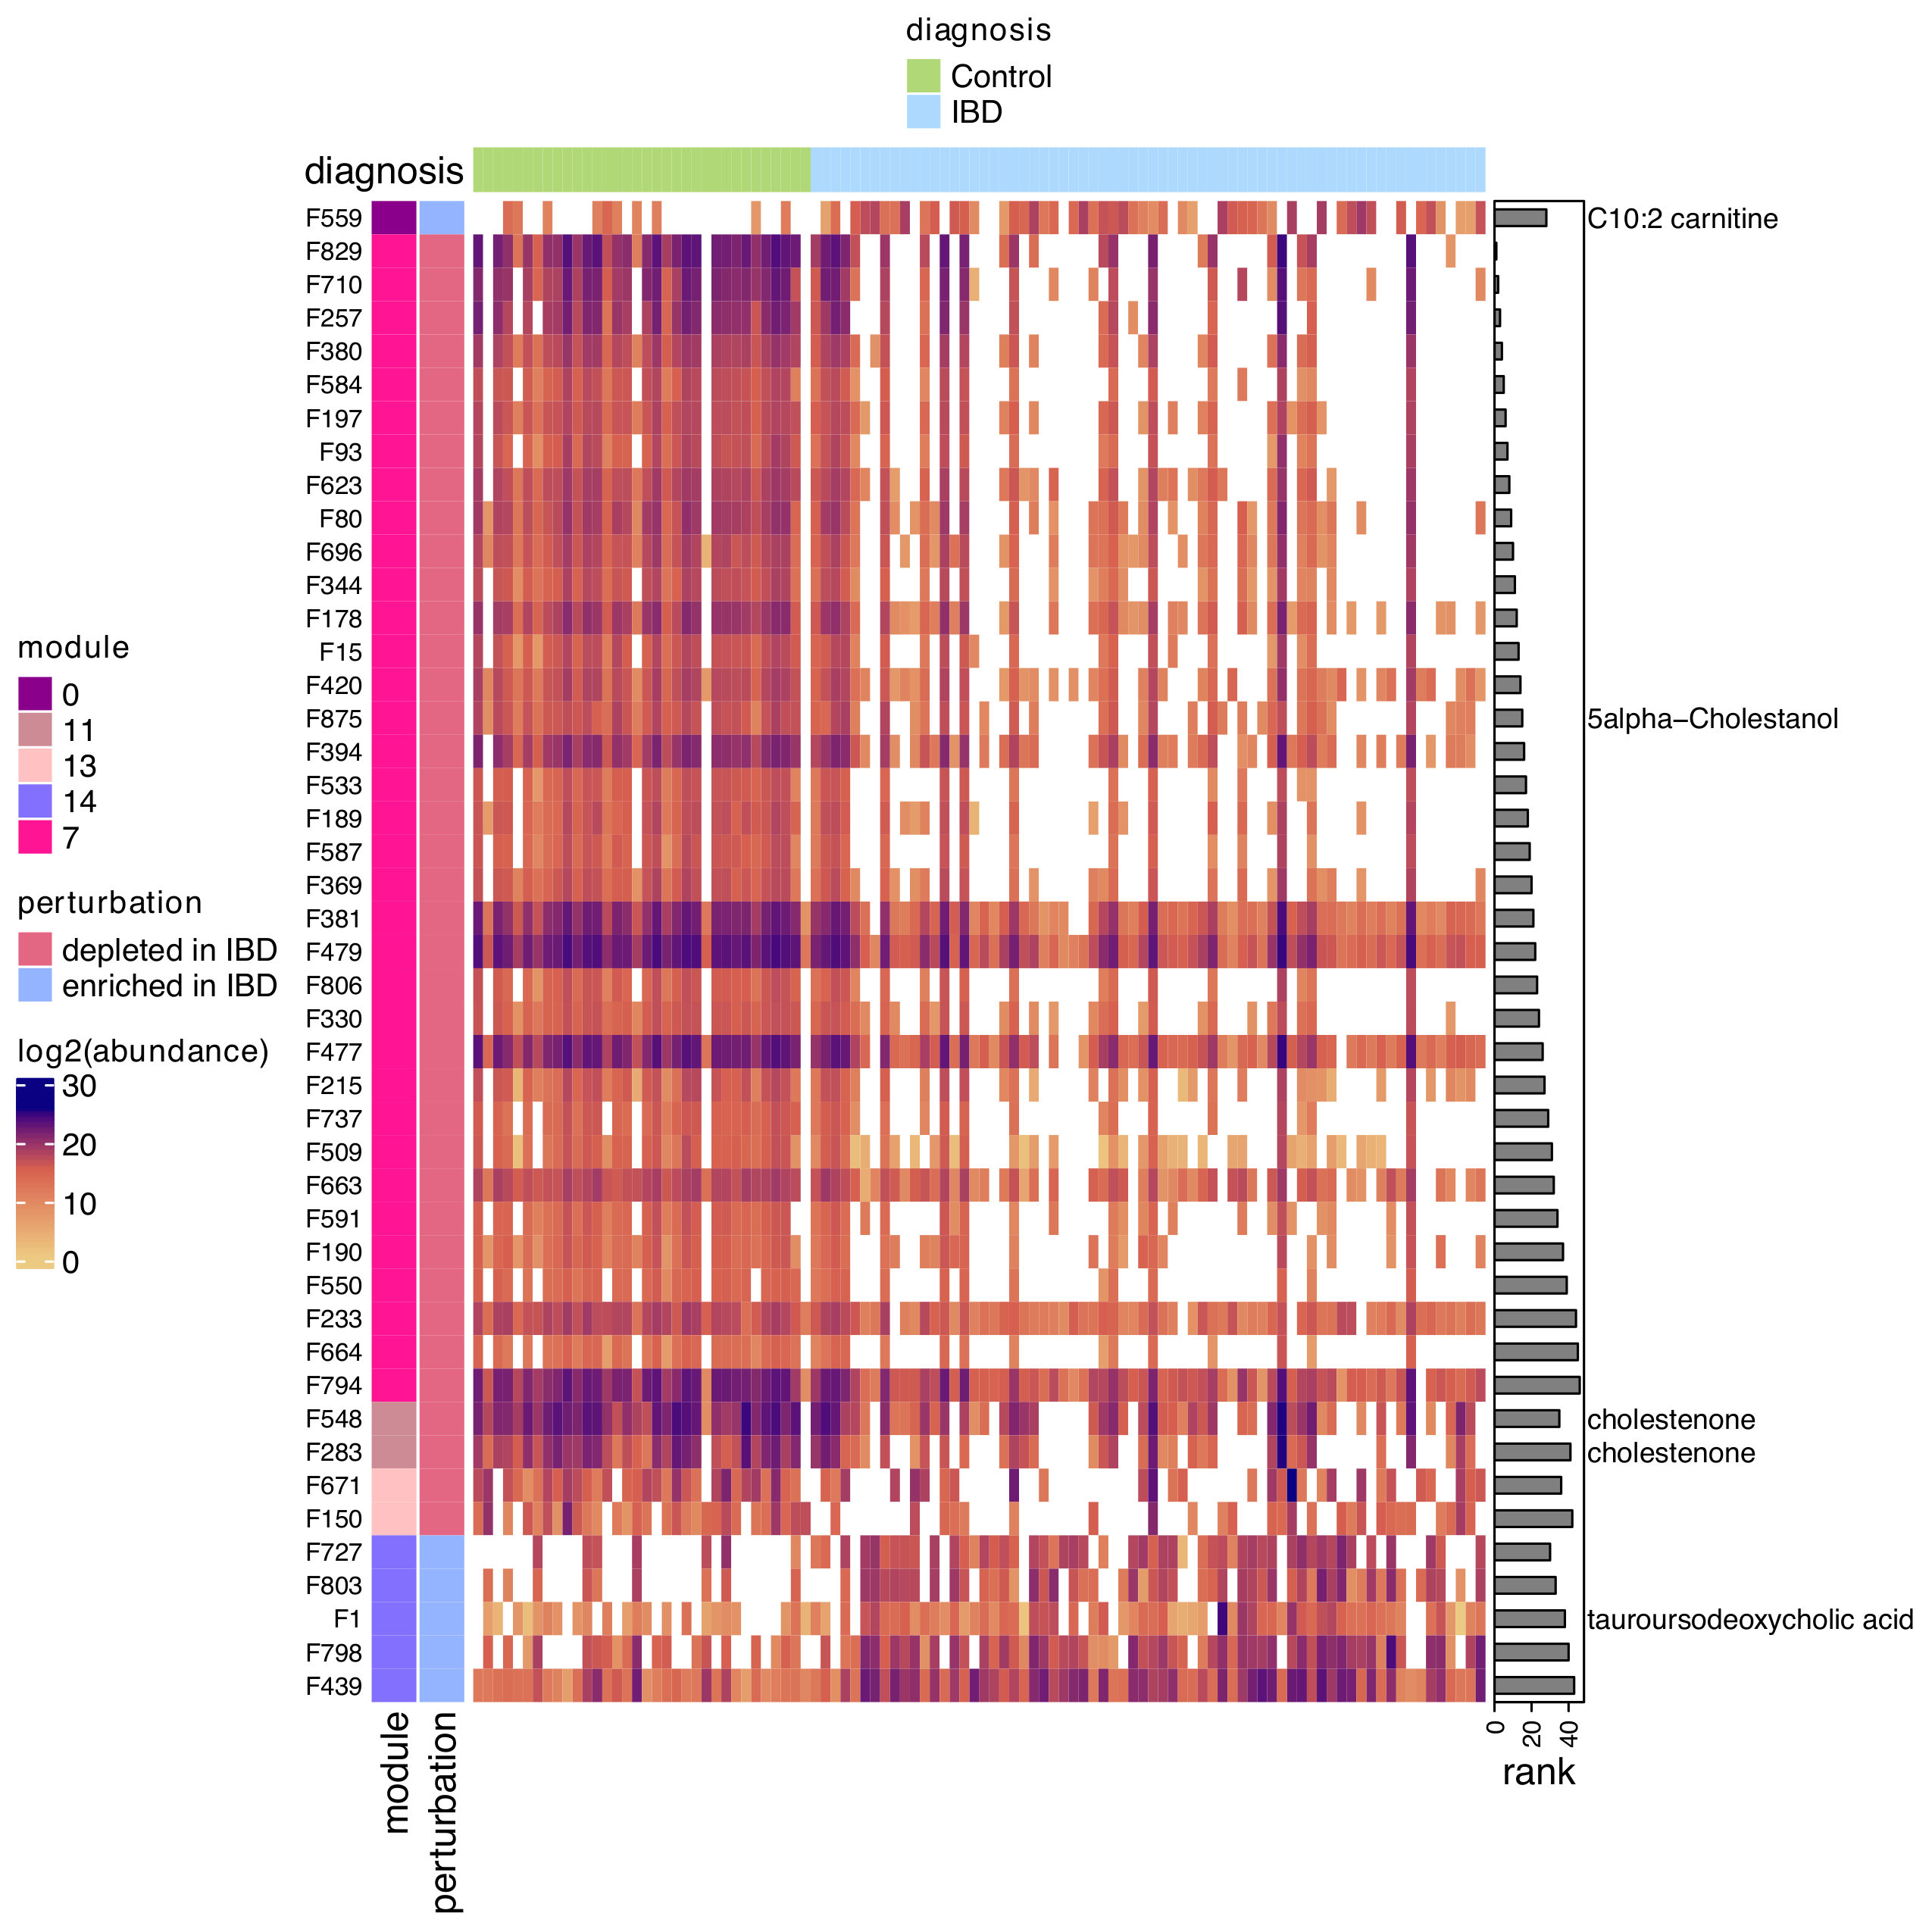 diagnosis
Control
IBD
diagnosis
F559
F829
F710
F257
F380
F584
F197
F93
F623
F80
F696
F344
F178
F15
F420
F875
F394
F533
F189
F587
F369
F381
F479
F806
F330
F477
F215
F737
F509
F663
F591
F190
F550
F233
F664
F794
F548
F283
F671
F150
F727
F803
F1
F798
F439
C10:2 carnitine
5alpha−Cholestanol
cholestenone
cholestenone
tauroursodeoxycholic acid
module
0
11
13
14
7
perturbation
depleted in IBD
enriched in IBD
log2(abundance)
30
20
10
0
module
perturbation
0
20
40
rank